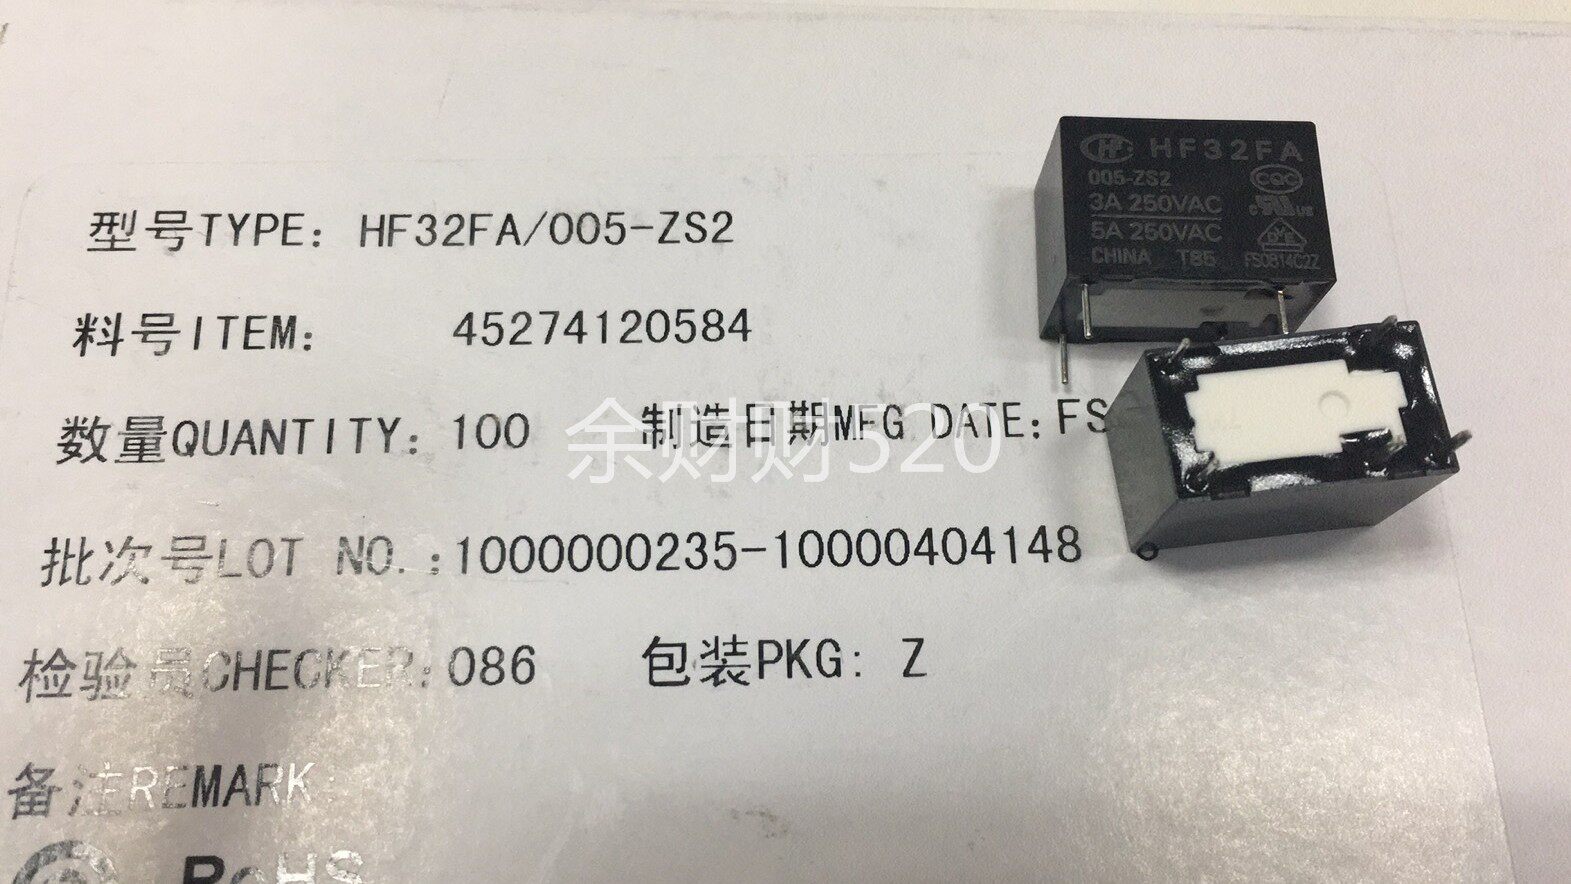 型号TYPE: HF32FA/005-ZS2
料号ITEM: 45274120584
数量QUANTITY: 100 制造日期MFG DATE: FS
批次号LOT NO.:1000000235-10000404148
检验员CHECKER:086 包装PKG: Z
备注REMARK:
RoHS
余财财520
HF HF32FA
005-ZS2
CQC
3A 250VAC
5A 250VAC
CHINA T85 FS0814C2Z